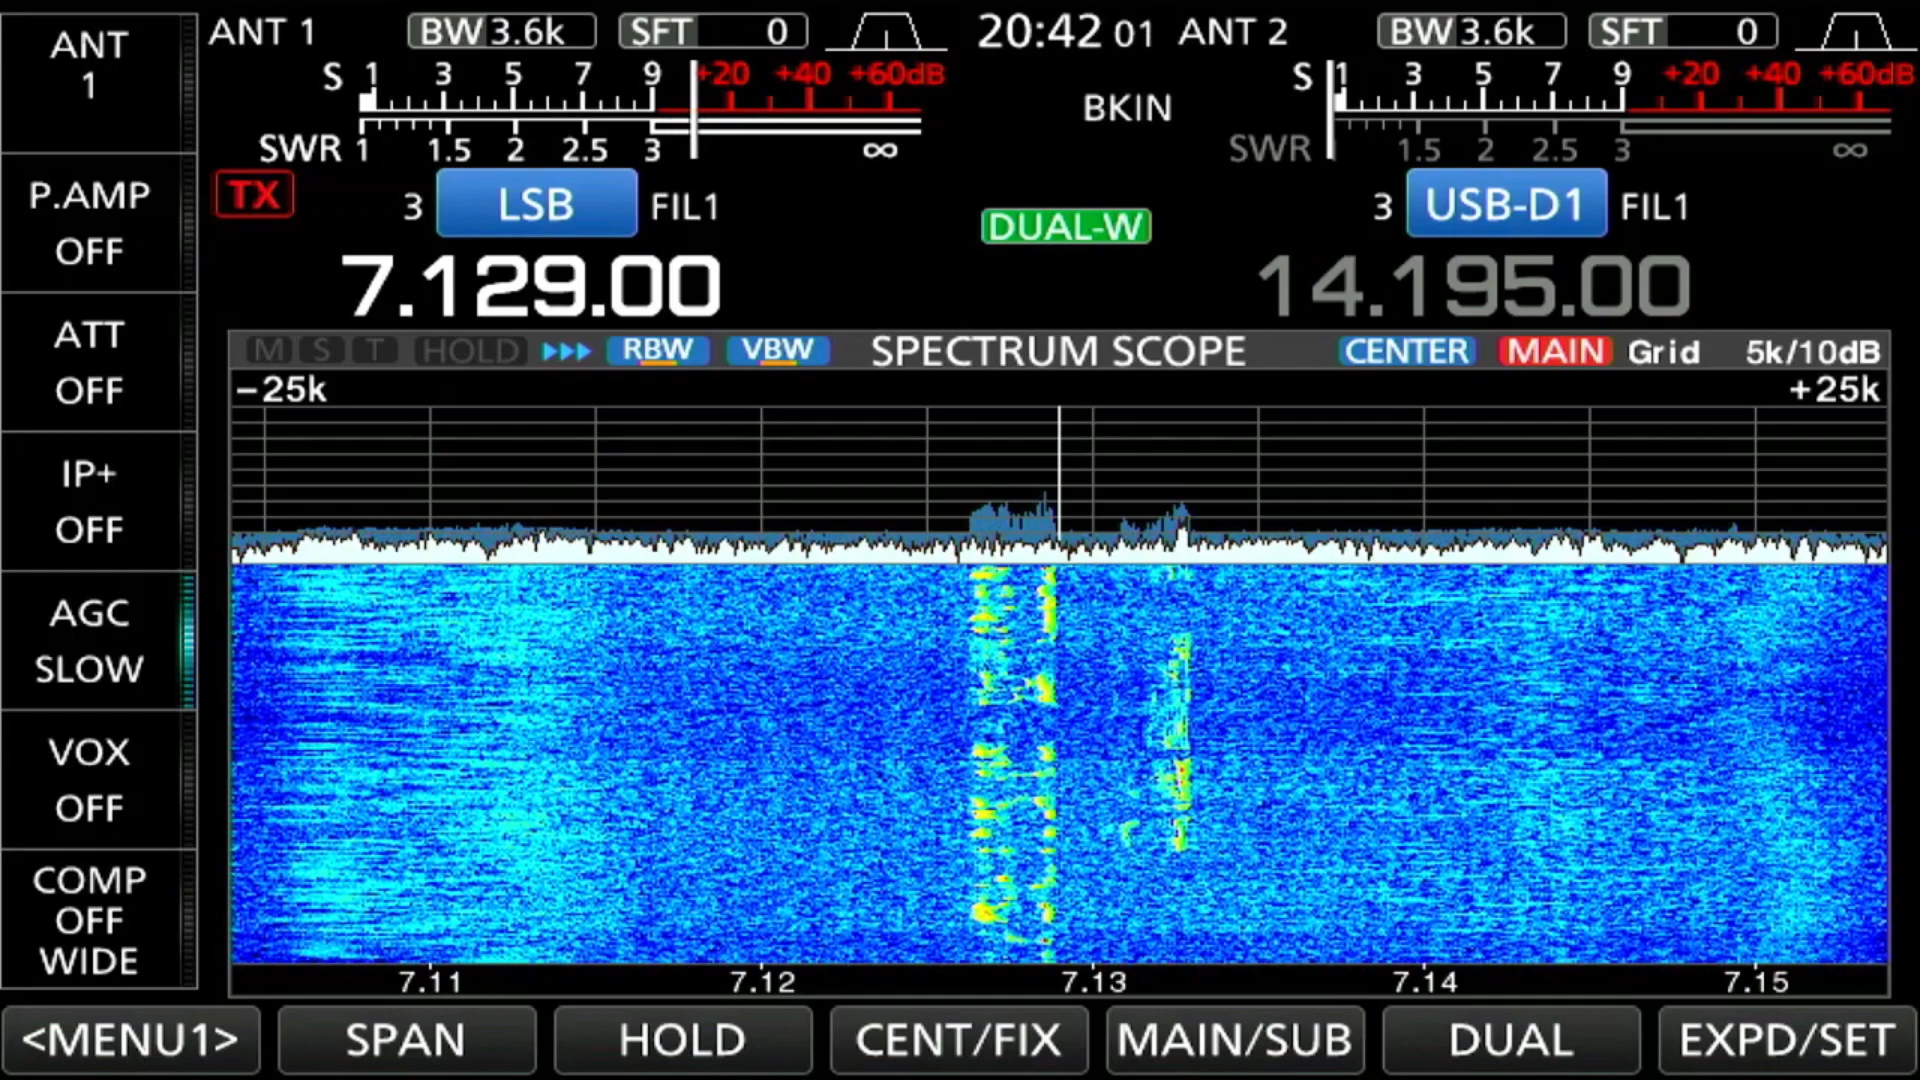 ANT 1
P.AMP OFF
ATT OFF
IP+ OFF
AGC SLOW
VOX OFF
COMP OFF WIDE
ANT 1 BW 3.6k SFT 0 20:42 01 ANT 2 BW 3.6k SFT 0
S 1 3 5 7 9 +20 +40 +60dB
SWR 1 1.5 2 2.5 3 ∞
BKIN
S 1 3 5 7 9 +20 +40 +60dB
SWR 1.5 2 2.5 3 ∞
TX 3 LSB FIL1
DUAL-W
3 USB-D1 FIL1
7.129.00
14.195.00
M S T HOLD RBW VBW SPECTRUM SCOPE CENTER MAIN Grid 5k/10dB
-25k +25k
7.11 7.12 7.13 7.14 7.15
<MENU1> SPAN HOLD CENT/FIX MAIN/SUB DUAL EXPD/SET